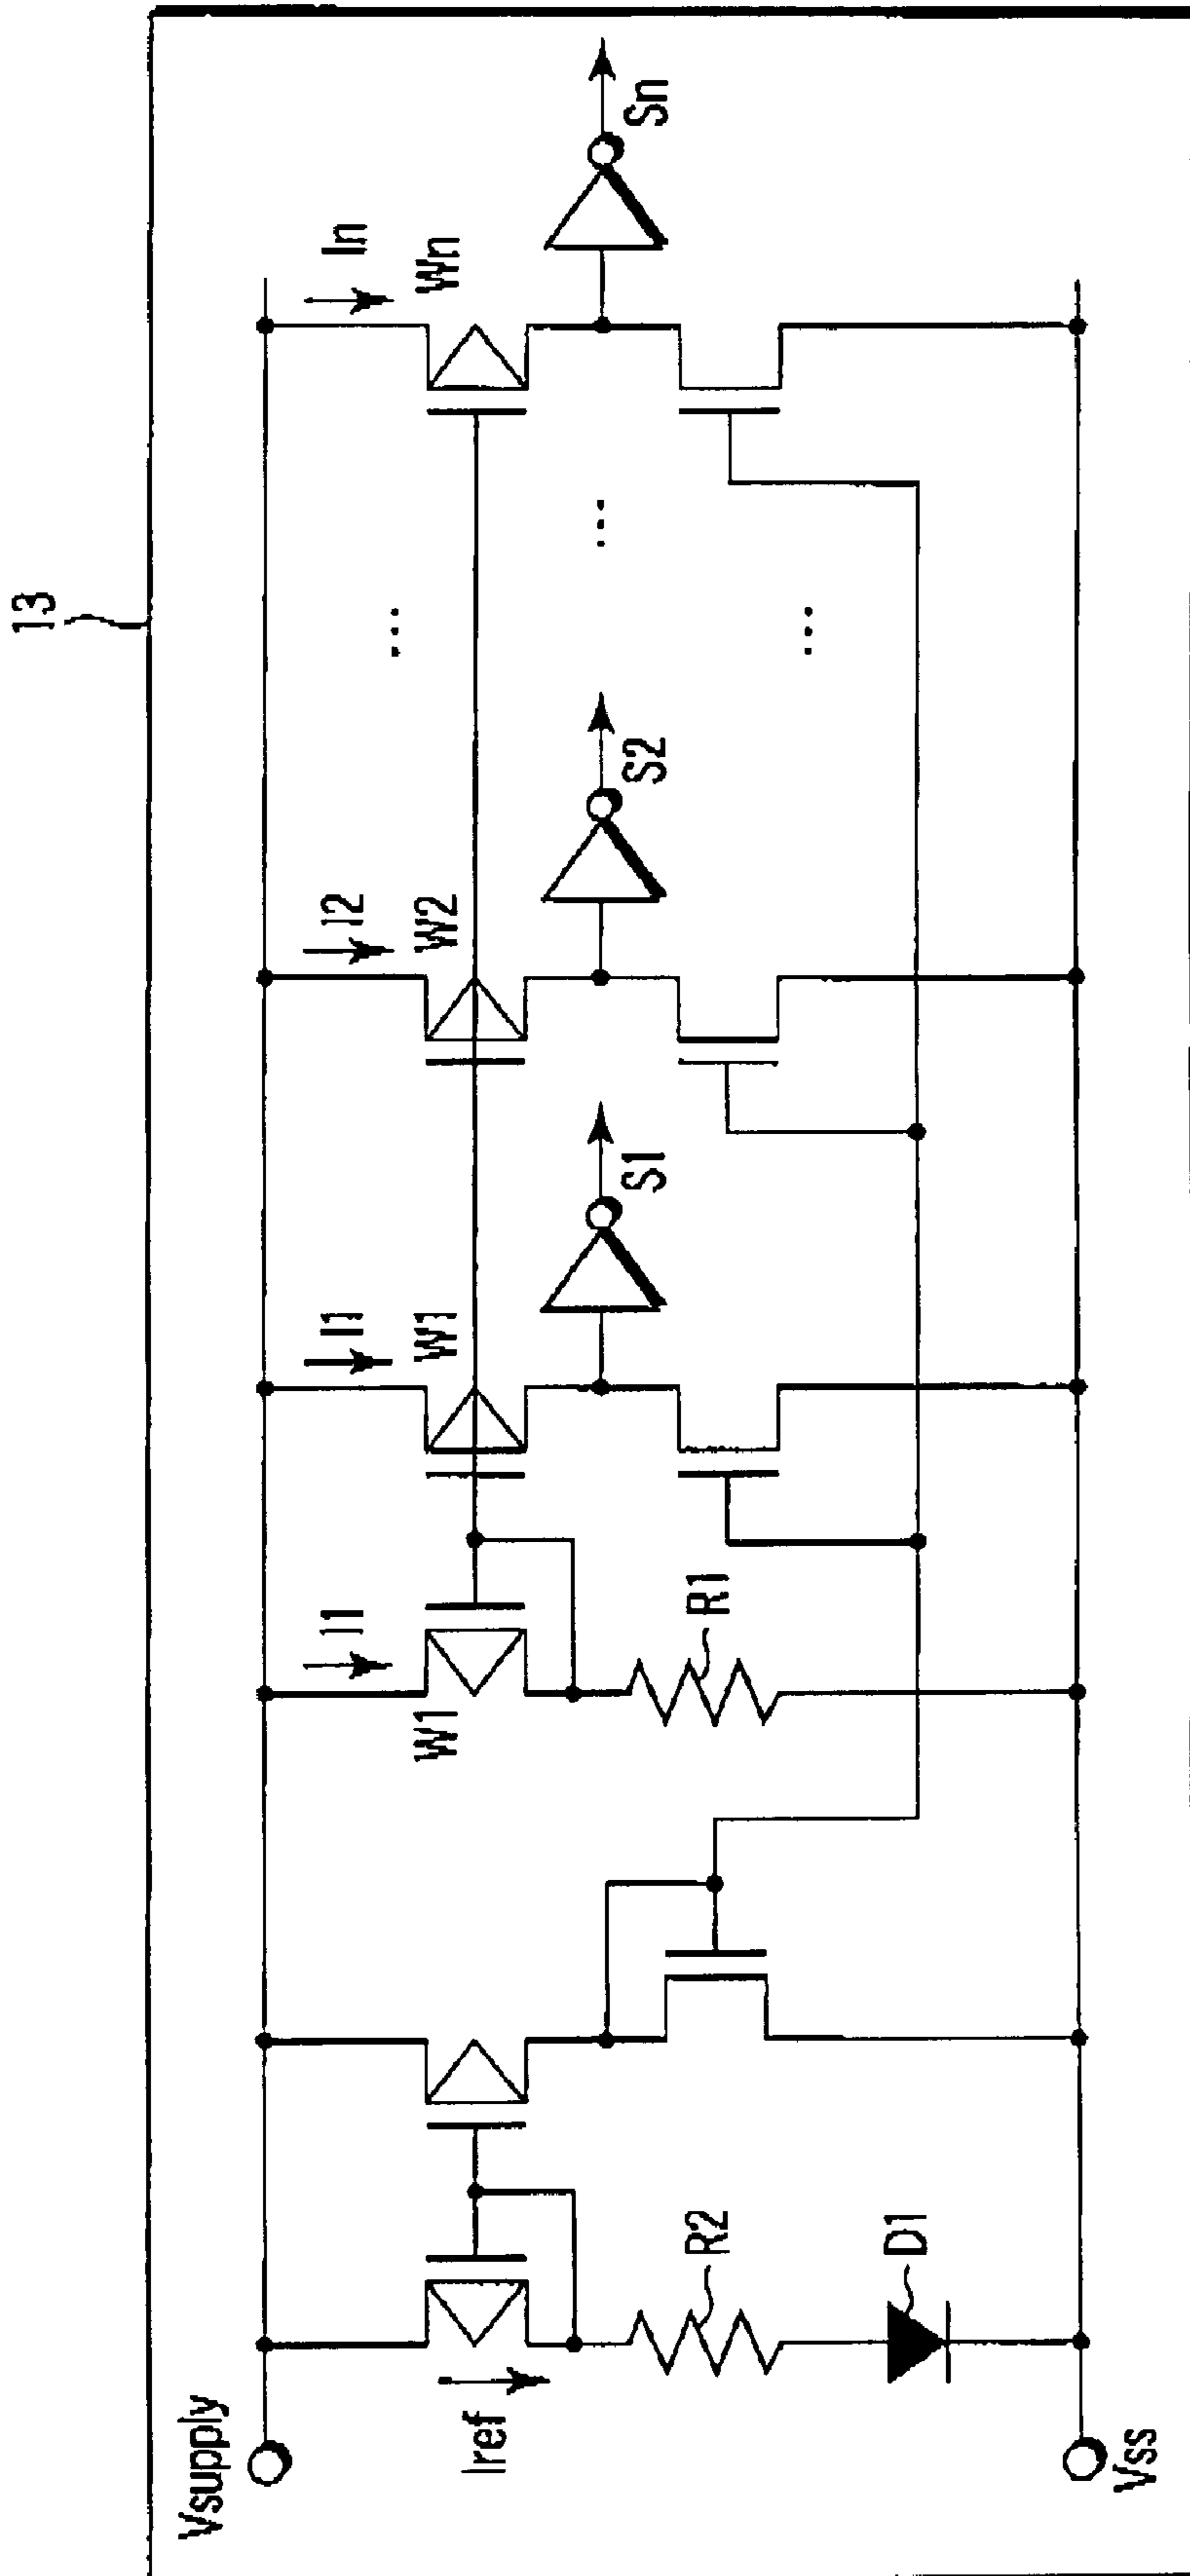 13
Vsupply
Iref
R2
D1
Vss
I1
W1
R1
I1
W1
S1
I2
W2
S2
...
...
...
In
Wn
Sn